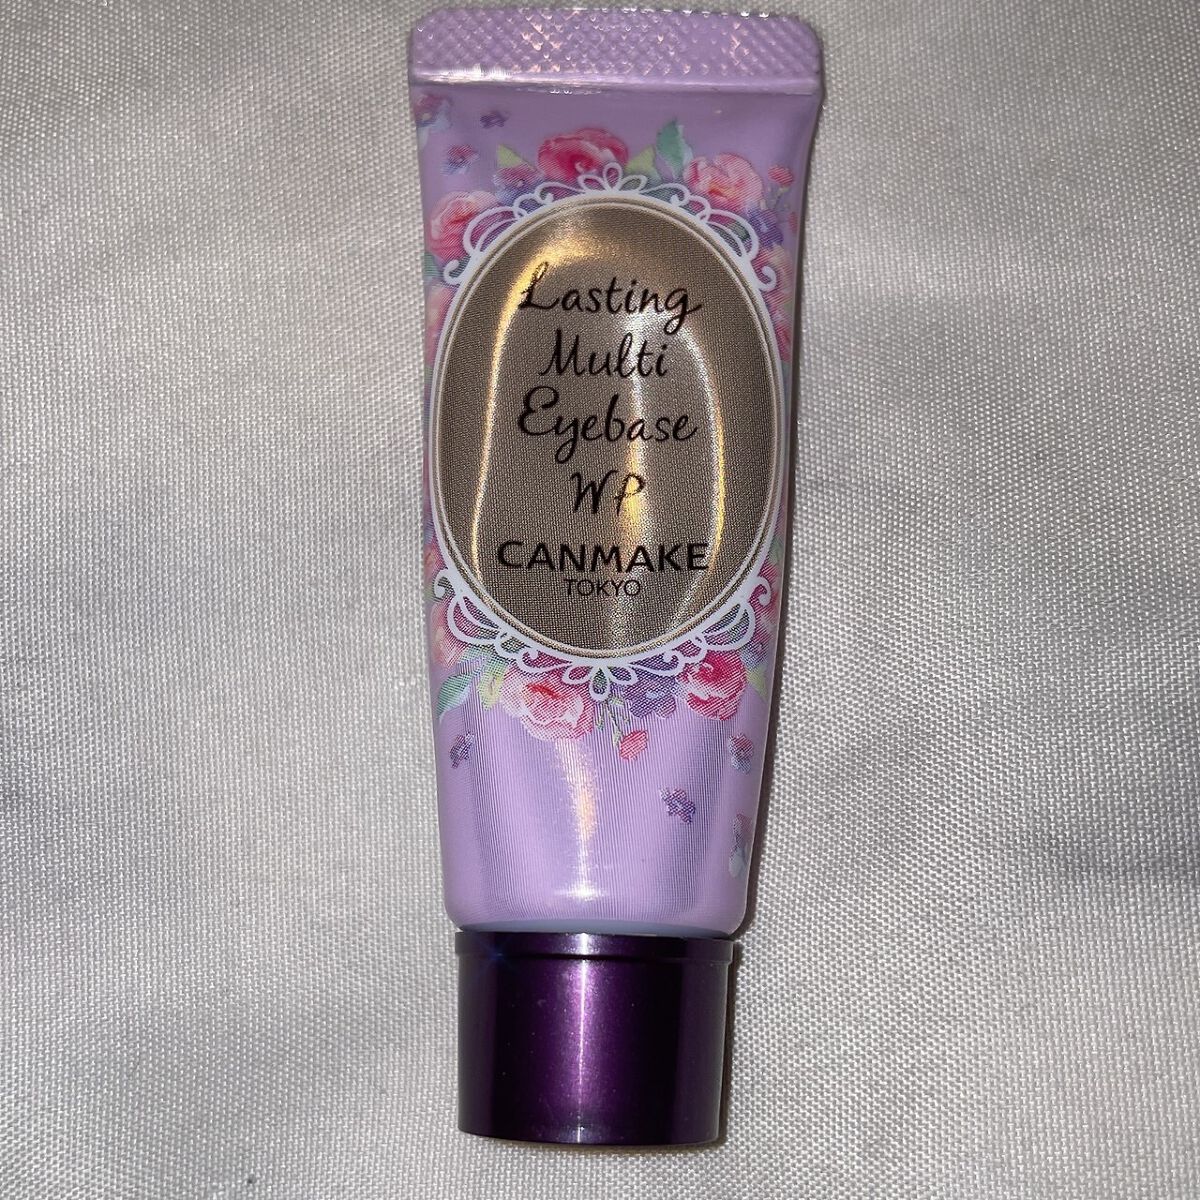 Lasting
Multi
Eyebase
WP
CANMAKE
TOKYO